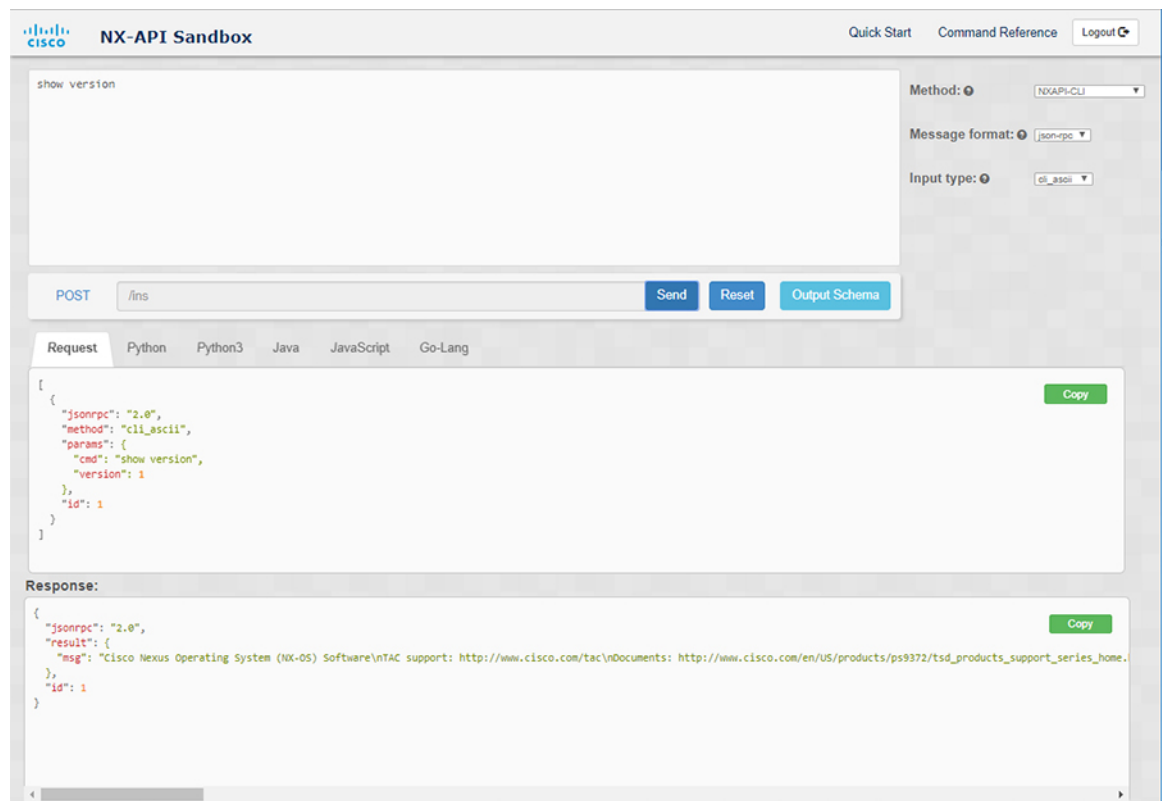 CISCO
NX-API Sandbox
Quick Start
Command Reference
Logout
show version
Method:
NXAPI-CLI
Message format:
json-rpc
Input type:
cli_ascii
POST
/ins
Send
Reset
Output Schema
Request
Python
Python3
Java
JavaScript
Go-Lang
Copy
[
{
"jsonrpc": "2.0",
"method": "cli_ascii",
"params": {
"cmd": "show version",
"version": 1
},
"id": 1
}
]
Response:
Copy
{
"jsonrpc": "2.0",
"result": {
"msg": "Cisco Nexus Operating System (NX-OS) Software\nTAC support: http://www.cisco.com/tac\nDocuments: http://www.cisco.com/en/US/products/ps9372/tsd_products_support_series_home.
},
"id": 1
}